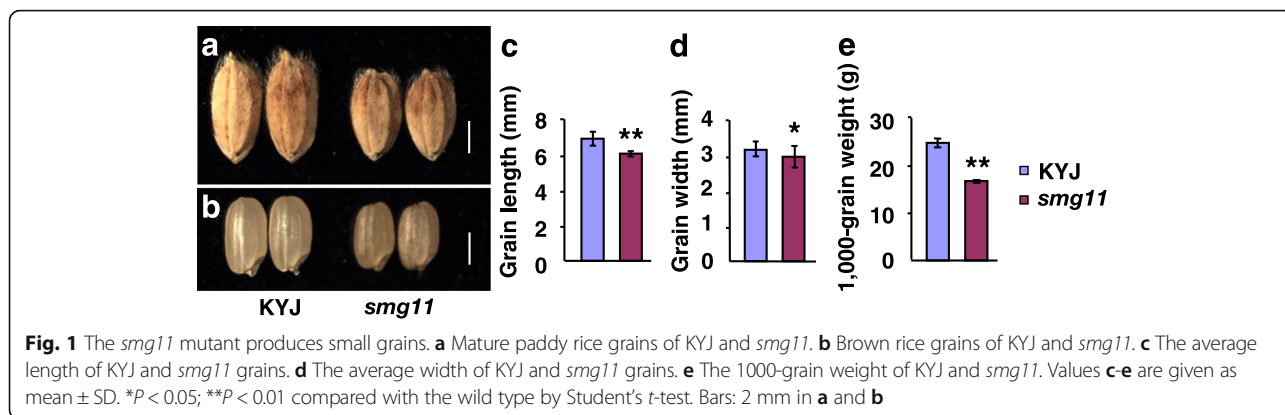 a
b
KYJ smg11
c
Grain length (mm)
8
6
4
2
0
**
d
Grain width (mm)
4
3
2
1
0
*
e
1,000-grain weight (g)
30
20
10
0
**
KYJ
smg11
Fig. 1 The smg11 mutant produces small grains. a Mature paddy rice grains of KYJ and smg11. b Brown rice grains of KYJ and smg11. c The average
length of KYJ and smg11 grains. d The average width of KYJ and smg11 grains. e The 1000-grain weight of KYJ and smg11. Values c-e are given as
mean ± SD. *P < 0.05; **P < 0.01 compared with the wild type by Student’s t-test. Bars: 2 mm in a and b